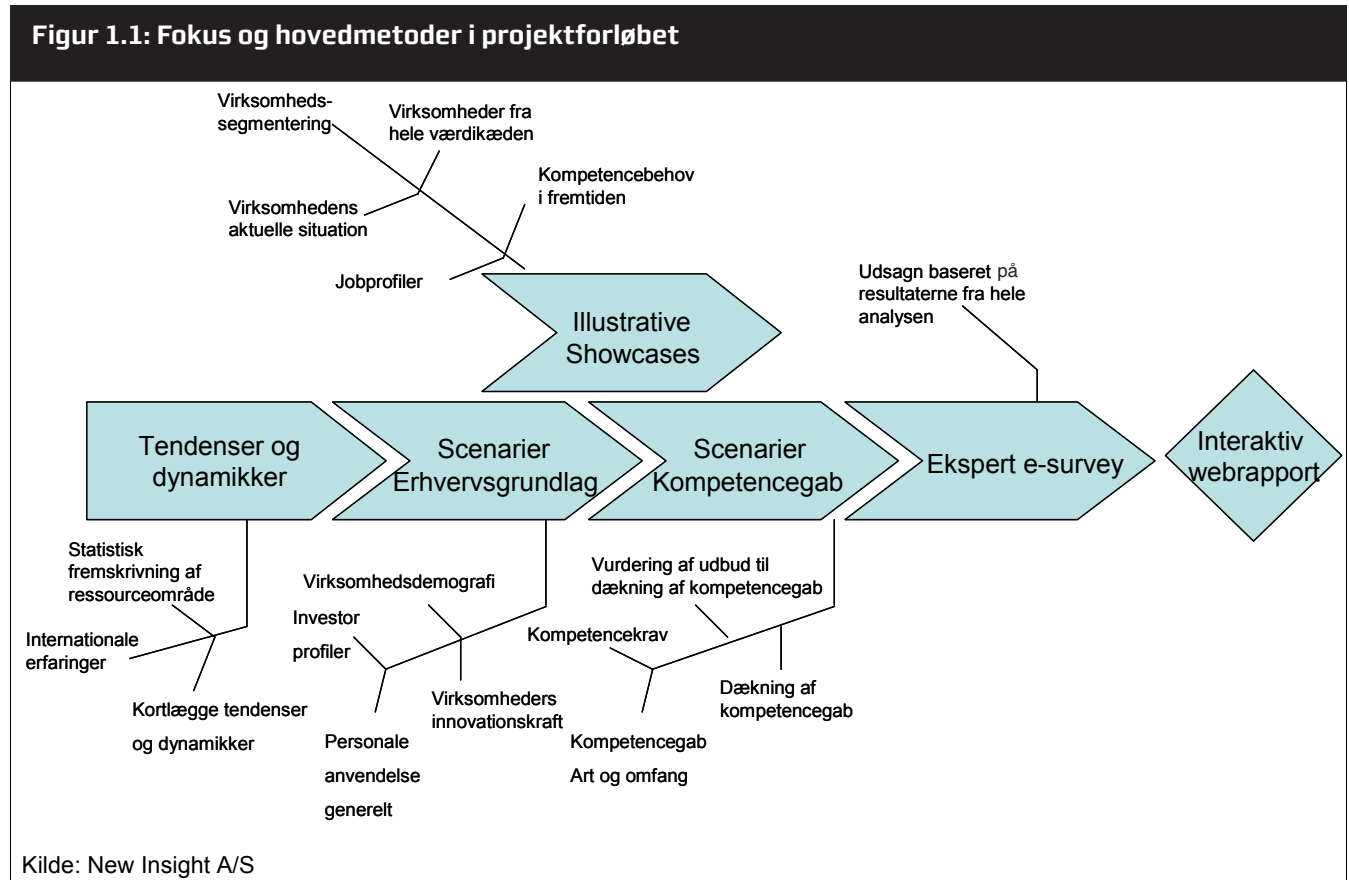 Figur 1.1: Fokus og hovedmetoder i projektforløbet
Virksomheds-
segmentering
Virksomheder fra
hele værdikæden
Kompetencebehov
i fremtiden
Virksomhedens
aktuelle situation
Jobprofiler
Udsagn baseret på
resultaterne fra hele
analysen
Illustrative
Showcases
Tendenser og
dynamikker
Scenarier
Erhvervsgrundlag
Scenarier
Kompetencegab
Ekspert e-survey
Interaktiv
webrapport
Statistisk
fremskrivning af
ressourceområde
Internationale
erfaringer
Kortlægge tendenser
og dynamikker
Virksomhedsdemografi
Investor
profiler
Virksomheders
innovationskraft
Personale
anvendelse
generelt
Vurdering af udbud til
dækning af kompetencegab
Kompetencekrav
Dækning af
kompetencegab
Kompetencegab
Art og omfang
Kilde: New Insight A/S